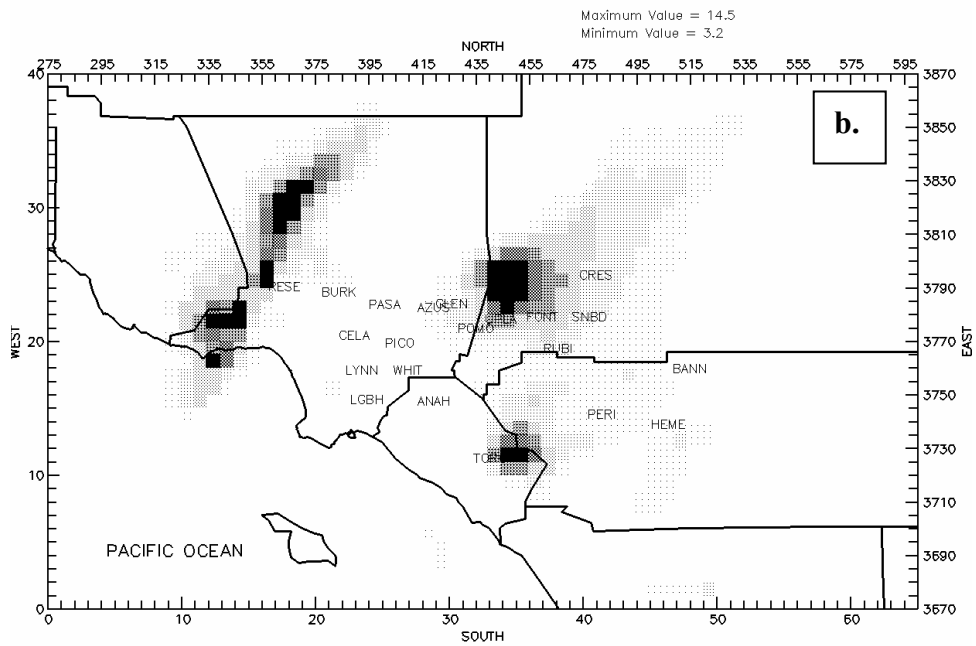 Maximum Value = 14.5
Minimum Value = 3.2
NORTH
275 295 315 335 355 375 395 415 435 455 475 495 515 535 555 575 595
40 3870
b.
3850
3830
30
3810
CRES
RESE BURK 3790
PASA AZUS GLEN
FONT SNBD
POMO
3770
WEST 20 CELA PICO RUBI EAST
LYNN WHIT BANN
3750
LGBH ANAH
PERI
HEME
3730
10
3710
PACIFIC OCEAN 3690
0 3670
10 20 30 40 50 60
SOUTH